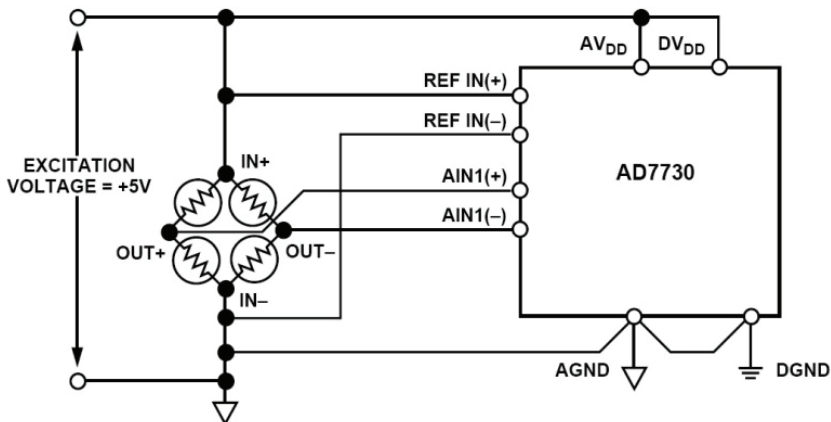 AVDD DVDD
REF IN(+)
REF IN(–)
EXCITATION
VOLTAGE = +5V
IN+
AIN1(+)
AD7730
AIN1(–)
OUT+
OUT–
IN–
AGND
DGND